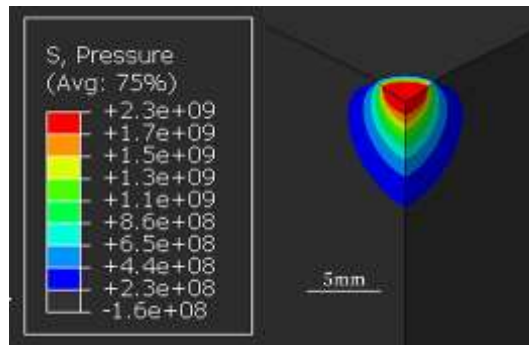 S, Pressure
(Avg: 75%)
+2.3e+09
+1.7e+09
+1.5e+09
+1.3e+09
+1.1e+09
+8.6e+08
+6.5e+08
+4.4e+08
+2.3e+08
-1.6e+08
5mm